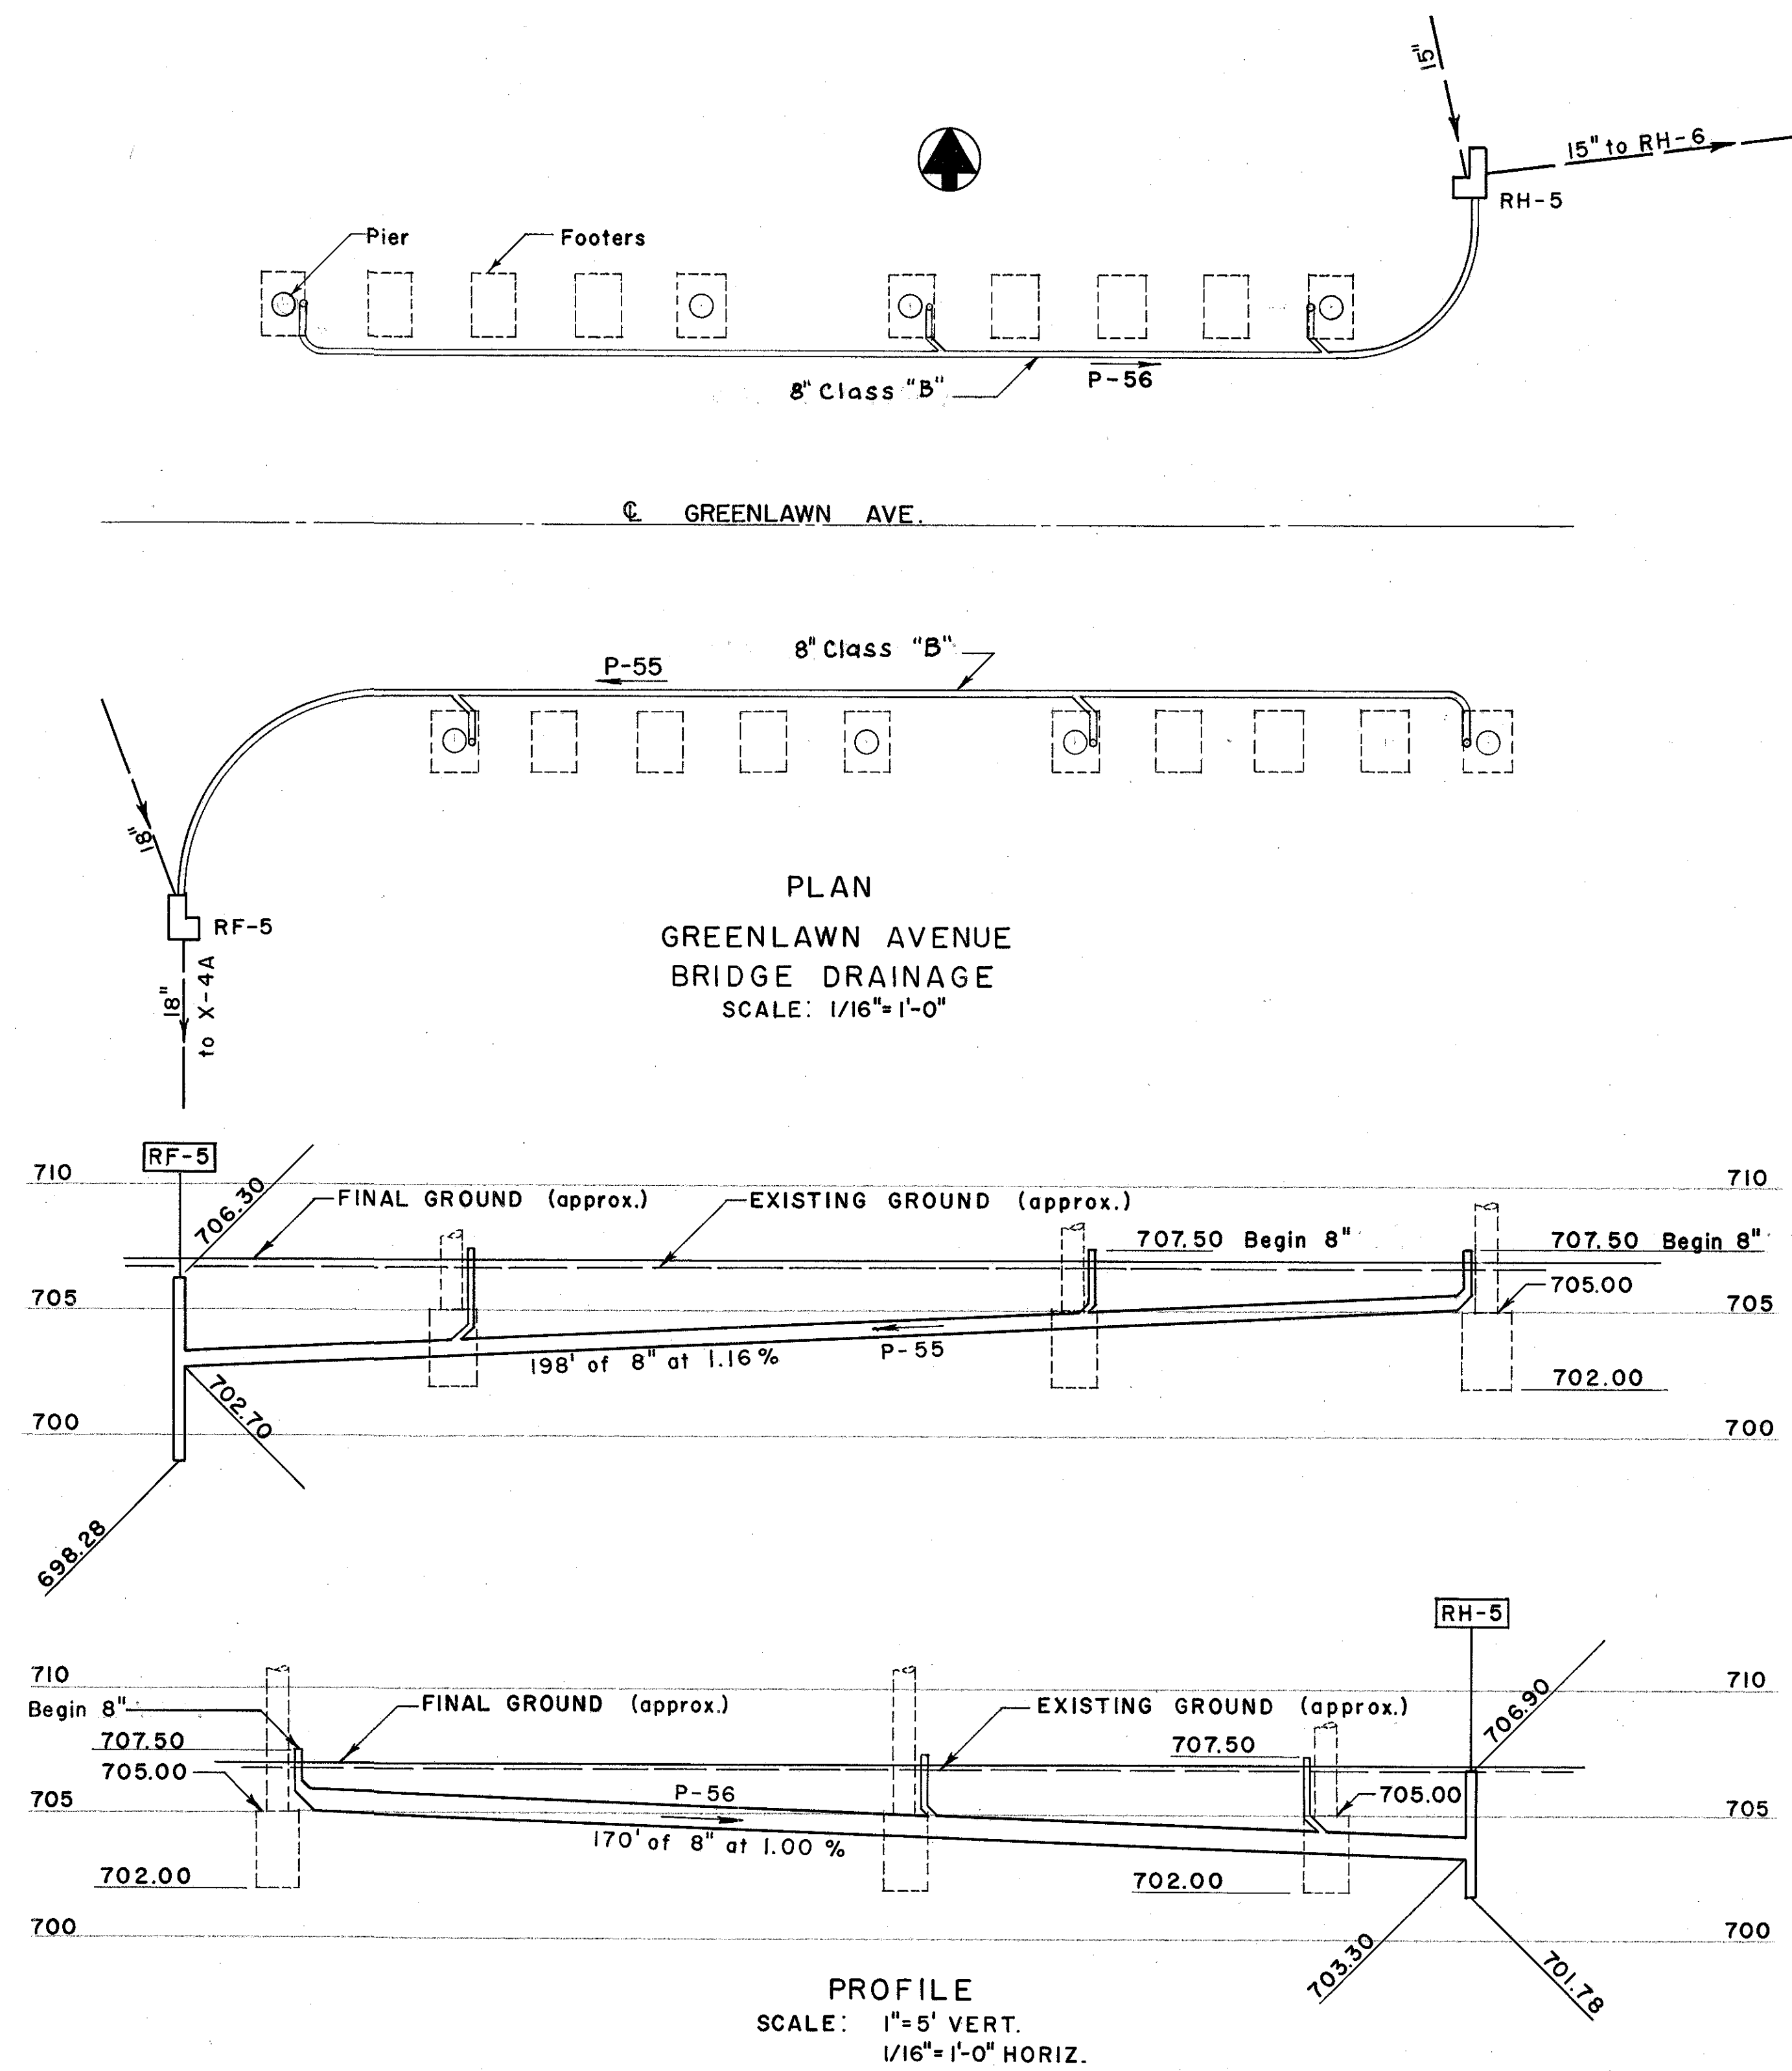 15"
15" to RH-6
RH-5
Pier
Footers
8" Class "B"
P-56
℄ GREENLAWN AVE.
8" Class "B"
P-55
18"
RF-5
18"
to X-4A
PLAN
GREENLAWN AVENUE
BRIDGE DRAINAGE
SCALE: 1/16"=1'-0"
RF-5
710
706.30
FINAL GROUND (approx.)
EXISTING GROUND (approx.)
710
707.50 Begin 8"
707.50 Begin 8"
705.00
705
705
198' of 8" at 1.16%
P-55
702.70
702.00
700
700
698.28
RH-5
710
710
Begin 8"
FINAL GROUND (approx.)
EXISTING GROUND (approx.)
706.90
707.50
707.50
705.00
P-56
705.00
705
705
170' of 8" at 1.00 %
702.00
702.00
700
700
703.30
701.78
PROFILE
SCALE: 1"=5' VERT.
1/16"=1'-0" HORIZ.